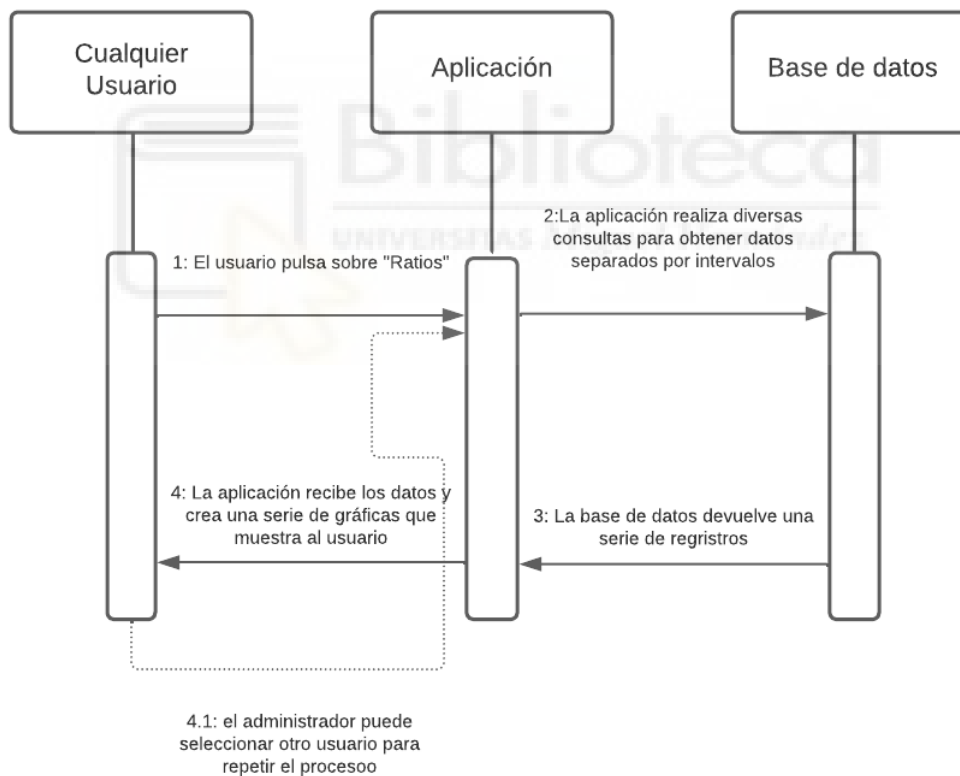 Cualquier
Usuario
Aplicación
Base de datos
Biblioteca
UNIVERSITAS Miguel Hernández
2:La aplicación realiza diversas
consultas para obtener datos
separados por intervalos
1: El usuario pulsa sobre "Ratios"
4: La aplicación recibe los datos y
crea una serie de gráficas que
muestra al usuario
3: La base de datos devuelve una
serie de regristros
4.1: el administrador puede
seleccionar otro usuario para
repetir el procesoo